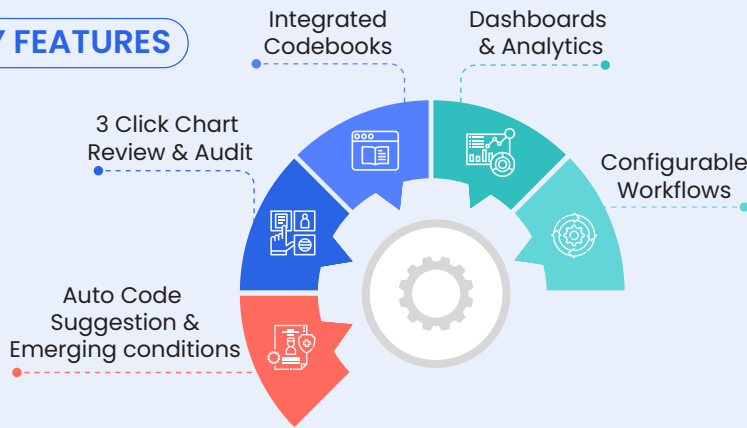 FEATURES
Integrated
Codebooks
Dashboards
& Analytics
3 Click Chart
Review & Audit
Configurable
Workflows
Auto Code
Suggestion &
Emerging conditions